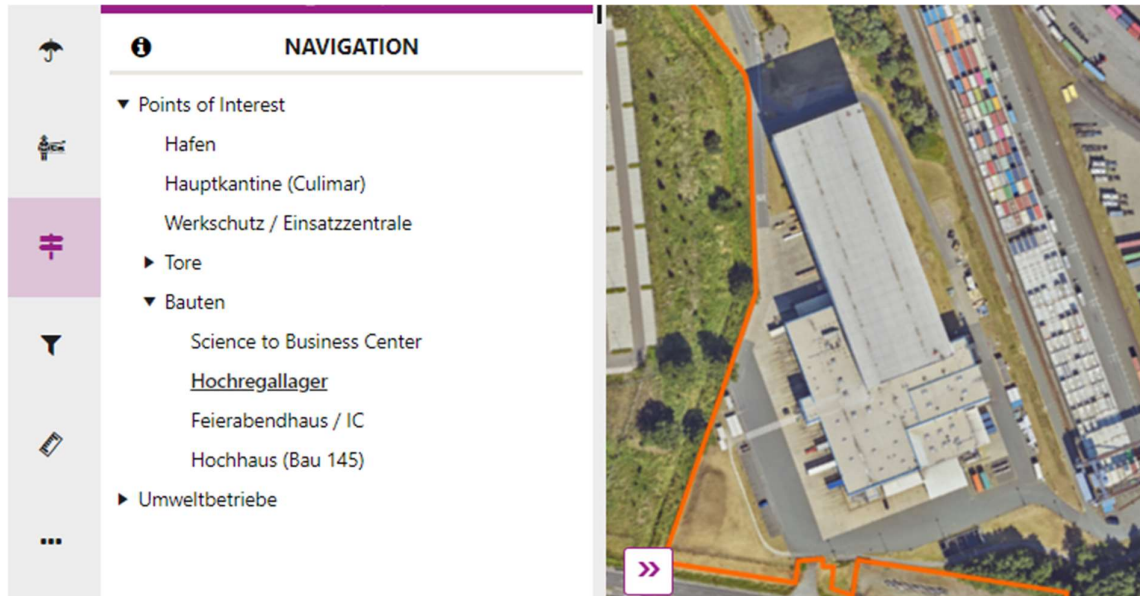 NAVIGATION
Points of Interest
Hafen
Hauptkantine (Culimar)
Werkschutz / Einsatzzentrale
Tore
Bauten
Science to Business Center
Hochregallager
Feierabendhaus / IC
Hochhaus (Bau 145)
Umweltbetriebe